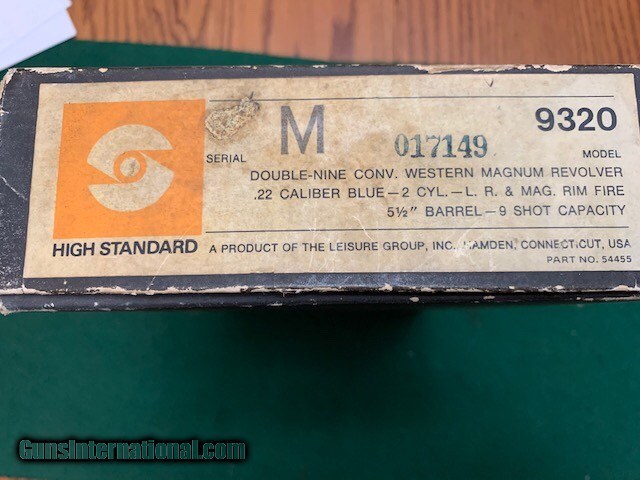 M 017149 9320
SERIAL MODEL
DOUBLE-NINE CONV. WESTERN MAGNUM REVOLVER
.22 CALIBER BLUE—2 CYL.—L. R. & MAG. RIM FIRE
5½" BARREL—9 SHOT CAPACITY
HIGH STANDARD A PRODUCT OF THE LEISURE GROUP, INC., HAMDEN, CONNECTICUT, USA
PART NO. 54455
GunsInternational.com